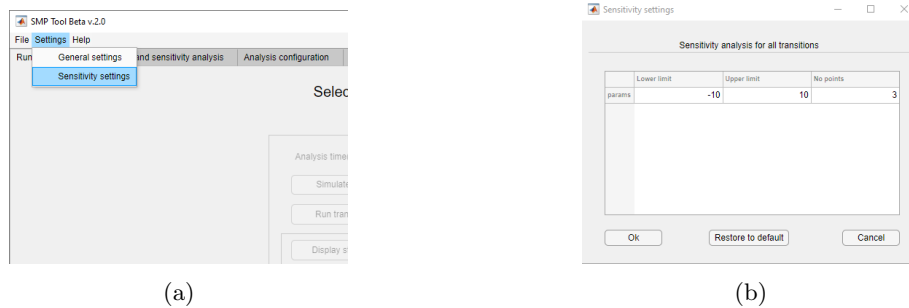 SMP Tool Beta v.2.0
File Settings Help
Run General settings and sensitivity analysis Analysis configuration
Sensitivity settings
Selec
Analysis time
Simulate
Run tran
Display s
(a)
Sensitivity settings
Sensitivity analysis for all transitions
Lower limit Upper limit No points
params -10 10 3
Ok Restore to default Cancel
(b)